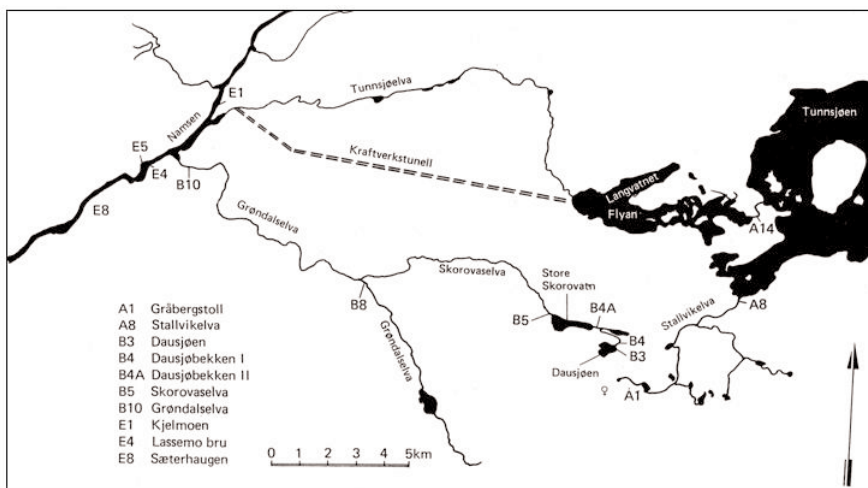 Tunnsjøen
E1
Tunnsjøelva
Namsen
E5
Kraftverkstunell
E4
B10
Langvatnet
Flyan
E8
Grøndalselva
A14
Skorovaselva
Store
Skorovatn
B8
B4A
A8
B5
Stallvikelva
B4
B3
Dausjøen
Grøndalselva
♀
A1
A1 Gråbergstoll
A8 Stallvikelva
B3 Dausjøen
B4 Dausjøbekken I
B4A Dausjøbekken II
B5 Skorovaselva
B10 Grøndalselva
E1 Kjelmoen
E4 Lassemo bru
E8 Sæterhaugen
0 1 2 3 4 5km